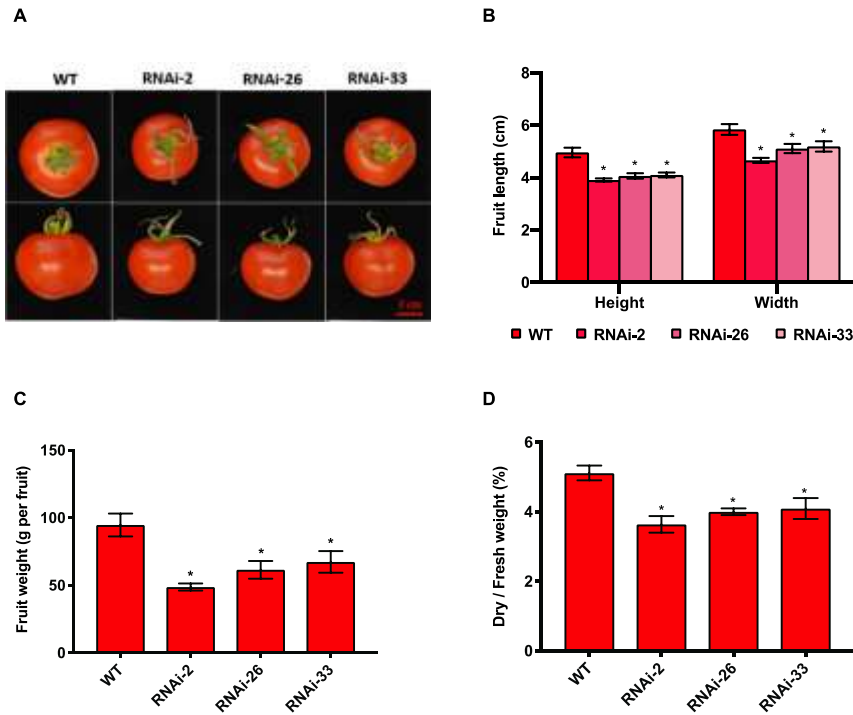 A
WT RNAi-2 RNAi-26 RNAi-33
B
Fruit length (cm)
8
6
4
2
0
* * * * * *
Height Width
WT RNAi-2 RNAi-26 RNAi-33
C
Fruit weight (g per fruit)
150
100
50
0
* * *
WT RNAi-2 RNAi-26 RNAi-33
D
Dry / Fresh weight (%)
6
4
2
0
* * *
WT RNAi-2 RNAi-26 RNAi-33